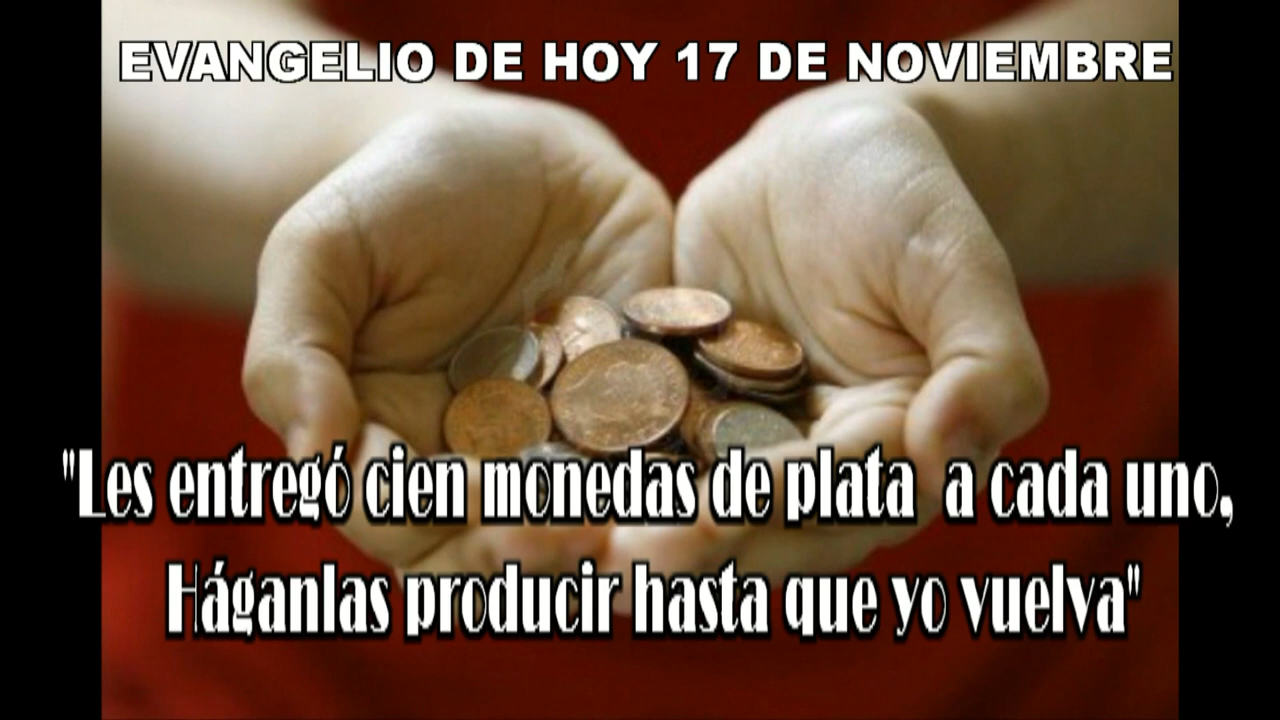 EVANGELIO DE HOY 17 DE NOVIEMBRE
"Les entregó cien monedas de plata a cada uno,
Háganlas producir hasta que yo vuelva"